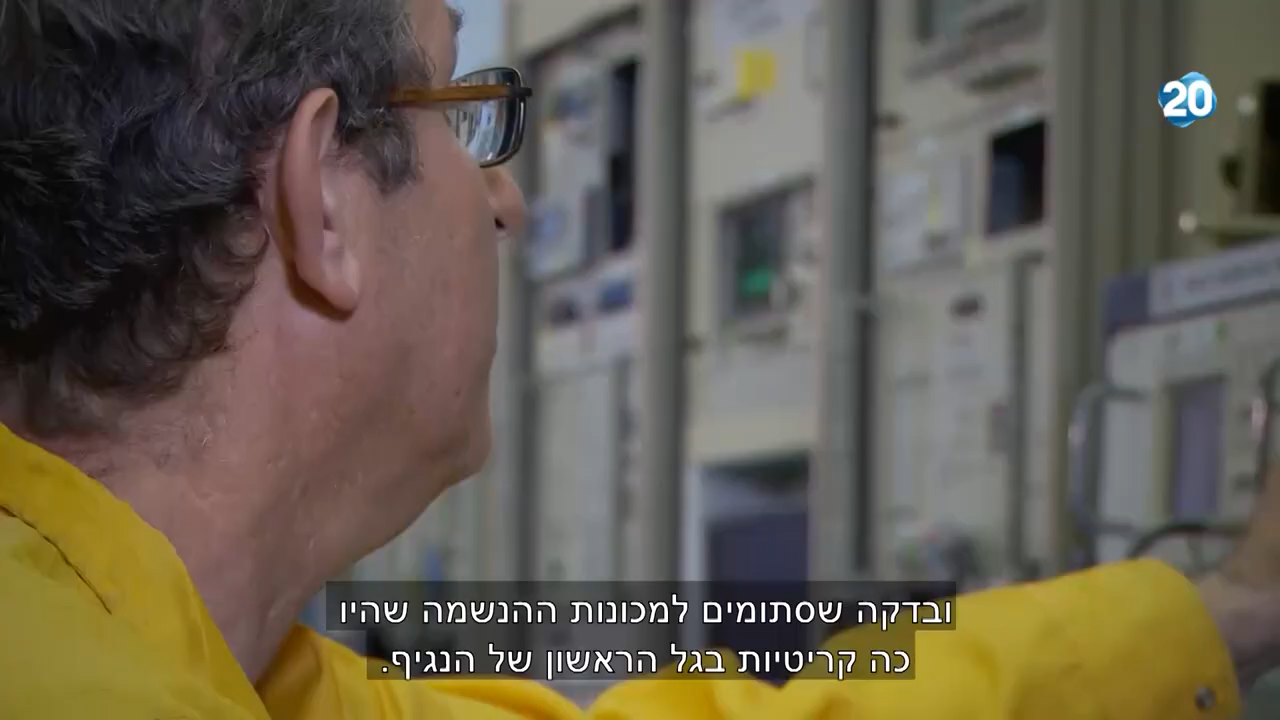 20
ובדקה שסתומים למכונות ההנשמה שהיו
כה קריטיות בגל הראשון של הנגיף.